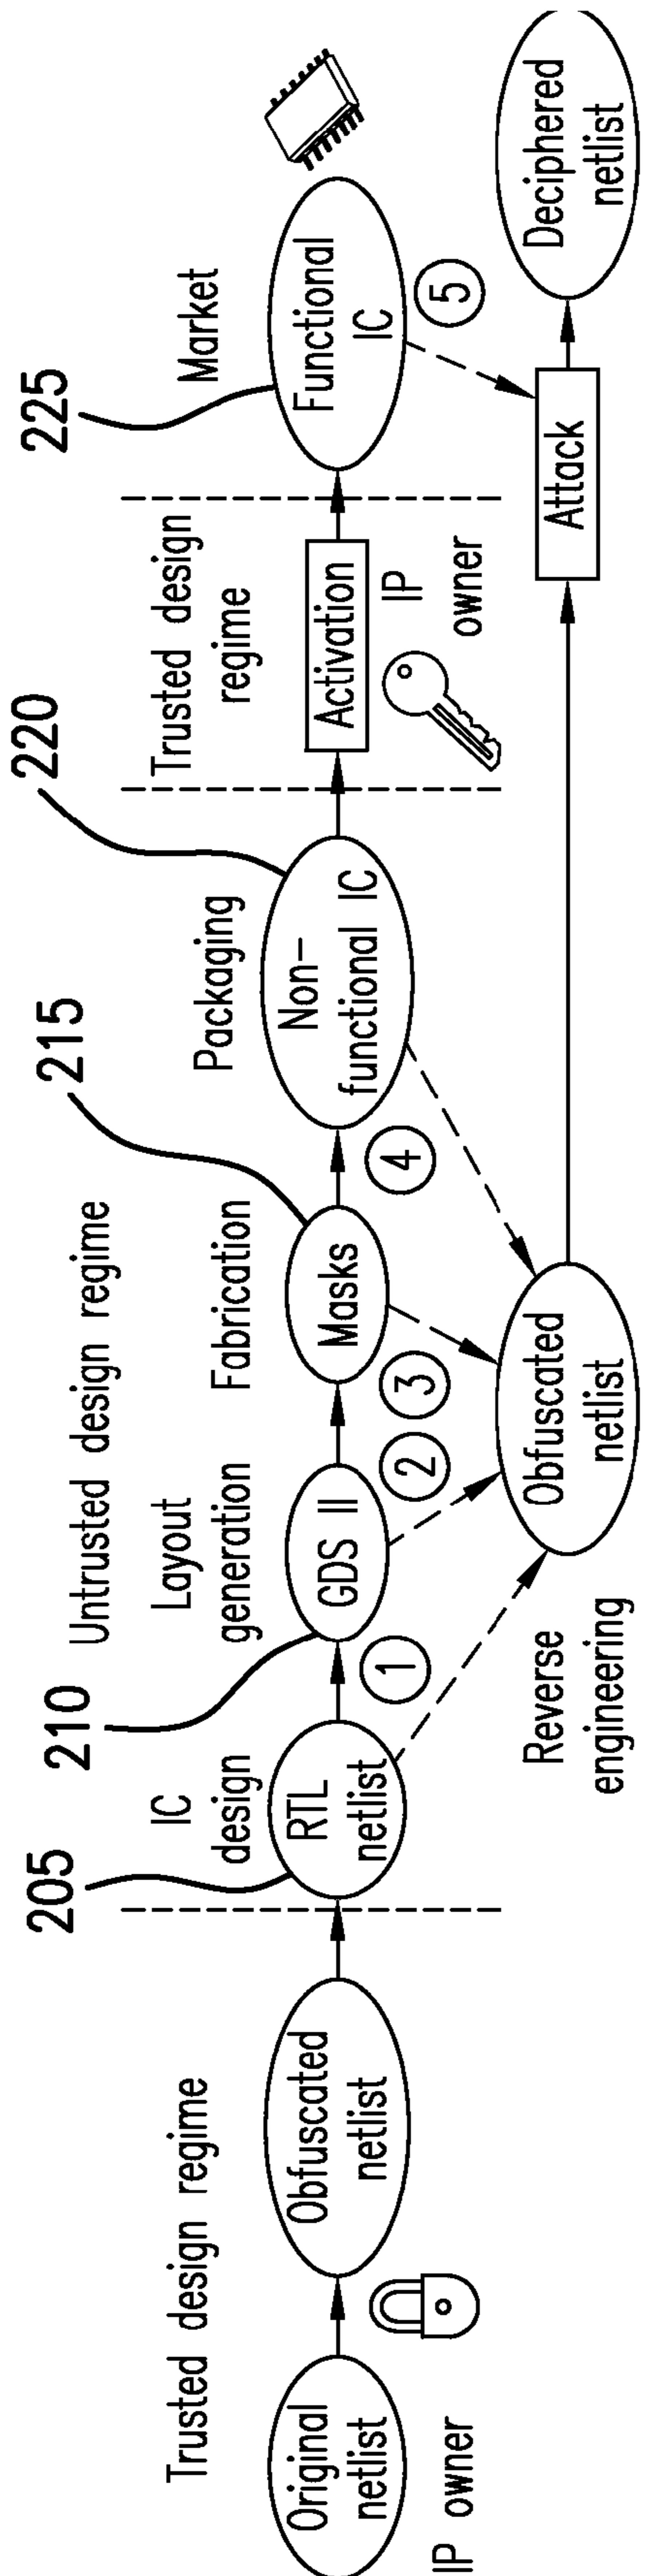 Trusted design regime
Original
netlist
IP owner
Obfuscated
netlist
205
IC
design
RTL
netlist
1
210
Untrusted design regime
Layout
generation
GDS II
2
215
Fabrication
Masks
3
220
Packaging
Non-
functional IC
4
Trusted design
regime
Activation
IP
owner
225
Market
Functional
IC
5
Reverse
engineering
Obfuscated
netlist
Attack
Deciphered
netlist